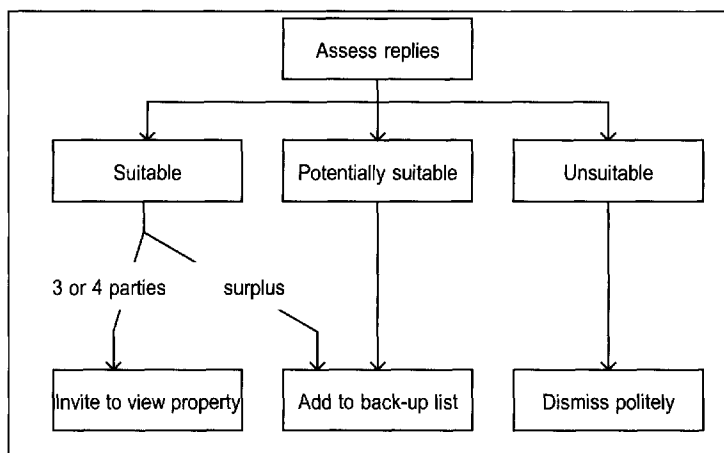 Assess replies
Suitable
Potentially suitable
Unsuitable
3 or 4 parties
surplus
Invite to view property
Add to back-up list
Dismiss politely